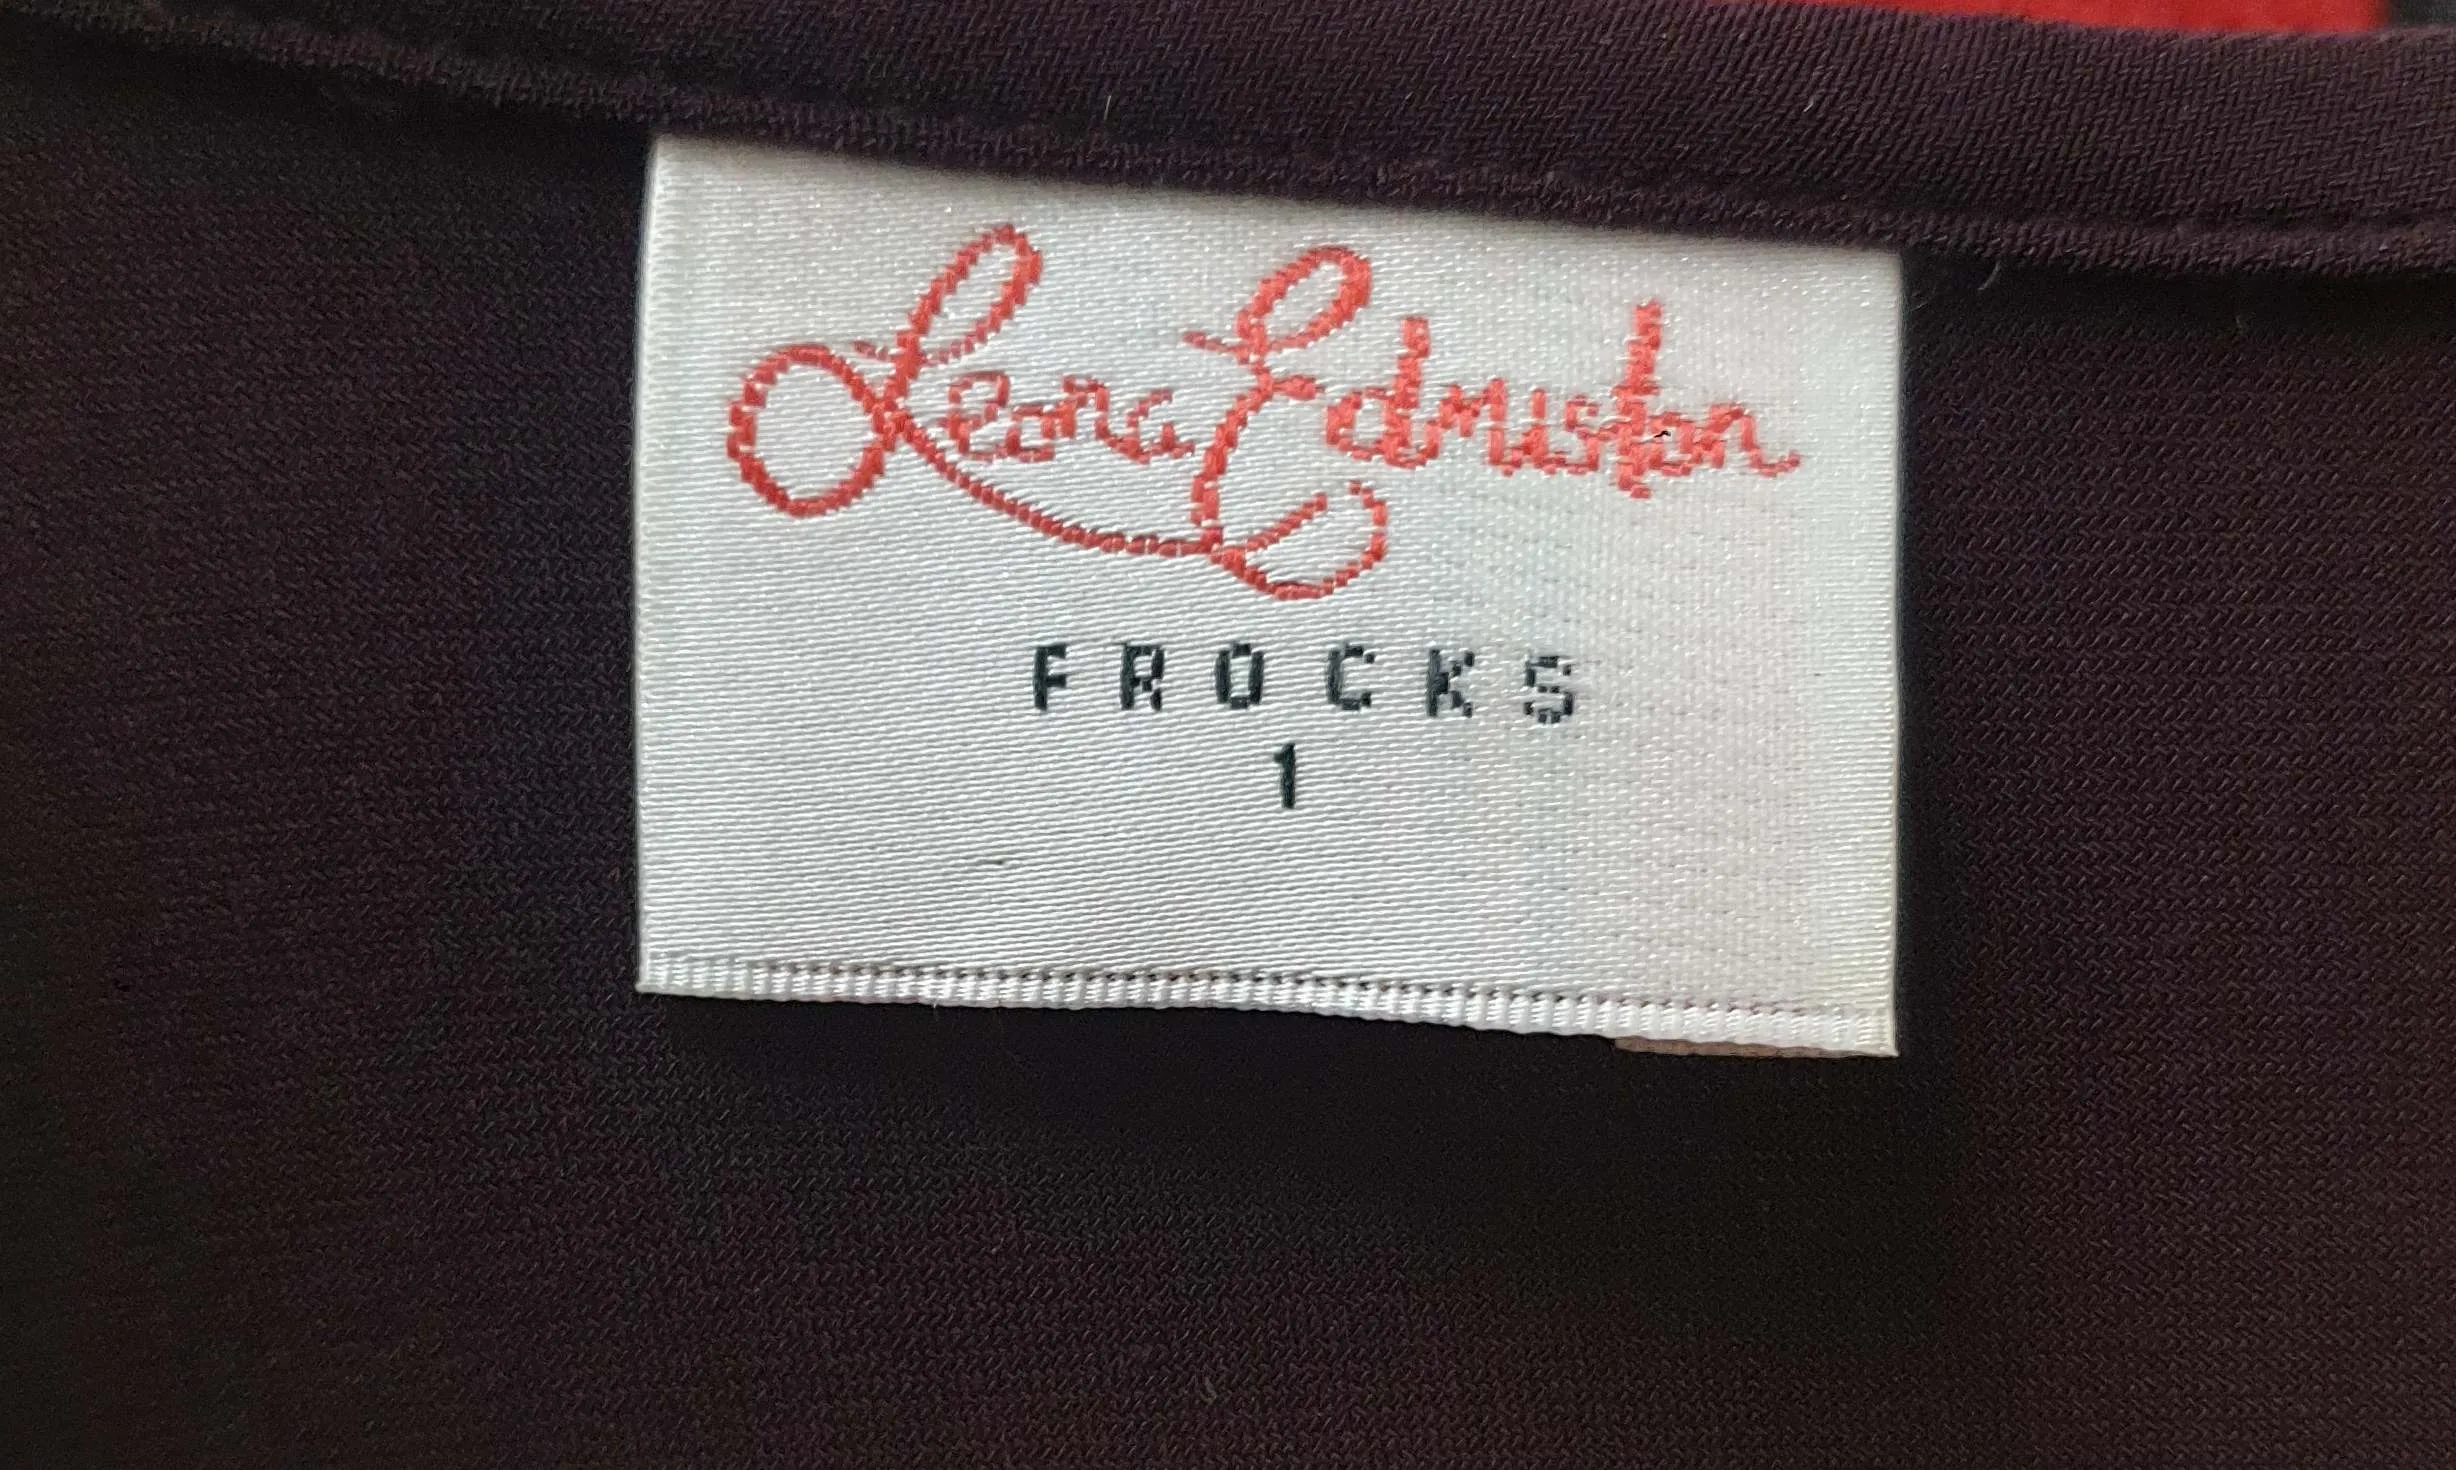 Leona Edmiston
FROCKS
1